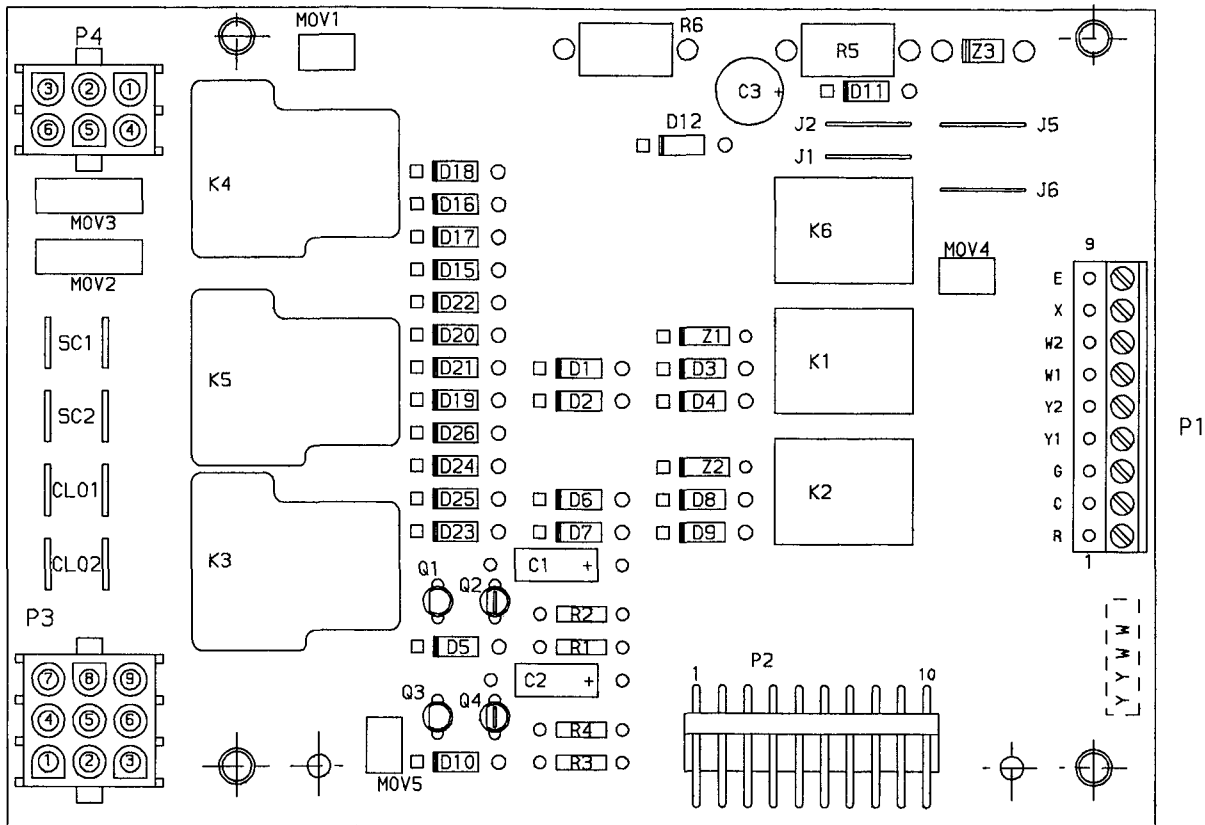 MOV1
P4
3 2 1
6 5 4
R6
R5
Z3
C3 +
D11
D12
J2
J5
J1
J6
K4
MOV3
MOV2
D18
D16
D17
D15
D22
D20
D21
D19
D26
D24
D25
D23
K6
MOV4
9
E
X
W2
W1
Y2
Y1
G
C
R
1
P1
SC1
SC2
CLO1
CLO2
K5
K3
Z1
D1
D3
D2
D4
K1
Z2
D6
D8
D7
D9
K2
C1 +
Q1
Q2
R2
D5
R1
C2 +
Q3
Q4
R4
D10
R3
MOV5
P3
7 8 9
4 5 6
1 2 3
P2
1
10
YYWW